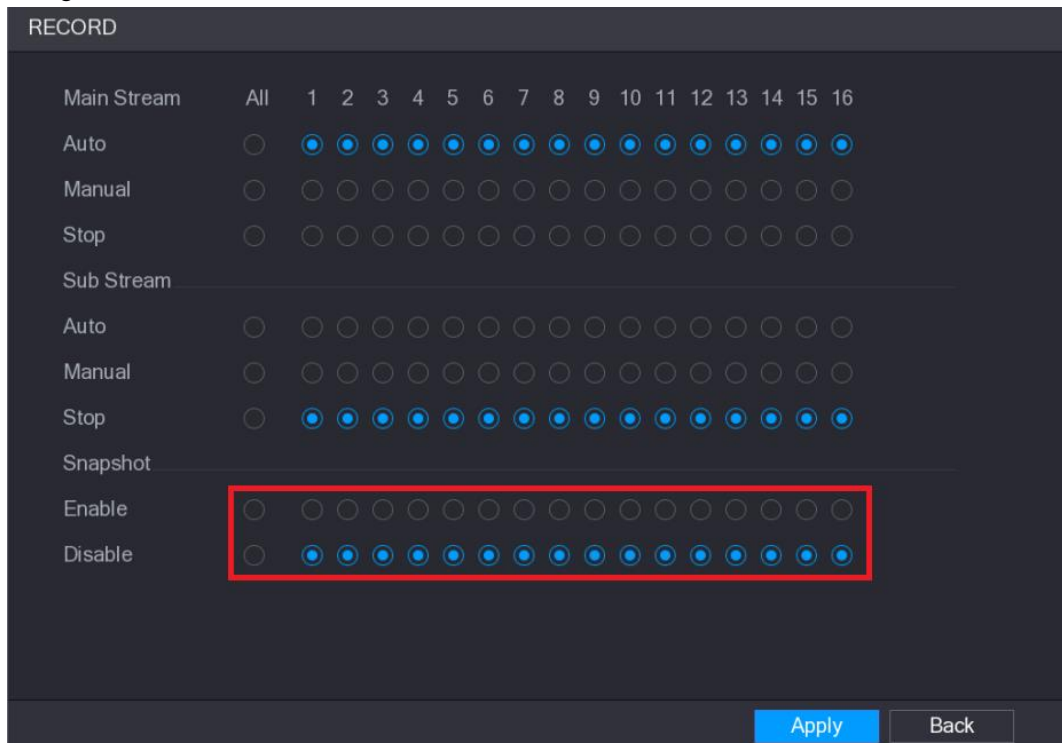 RECORD
Main Stream All 1 2 3 4 5 6 7 8 9 10 11 12 13 14 15 16
Auto
Manual
Stop
Sub Stream
Auto
Manual
Stop
Snapshot
Enable
Disable
Apply Back